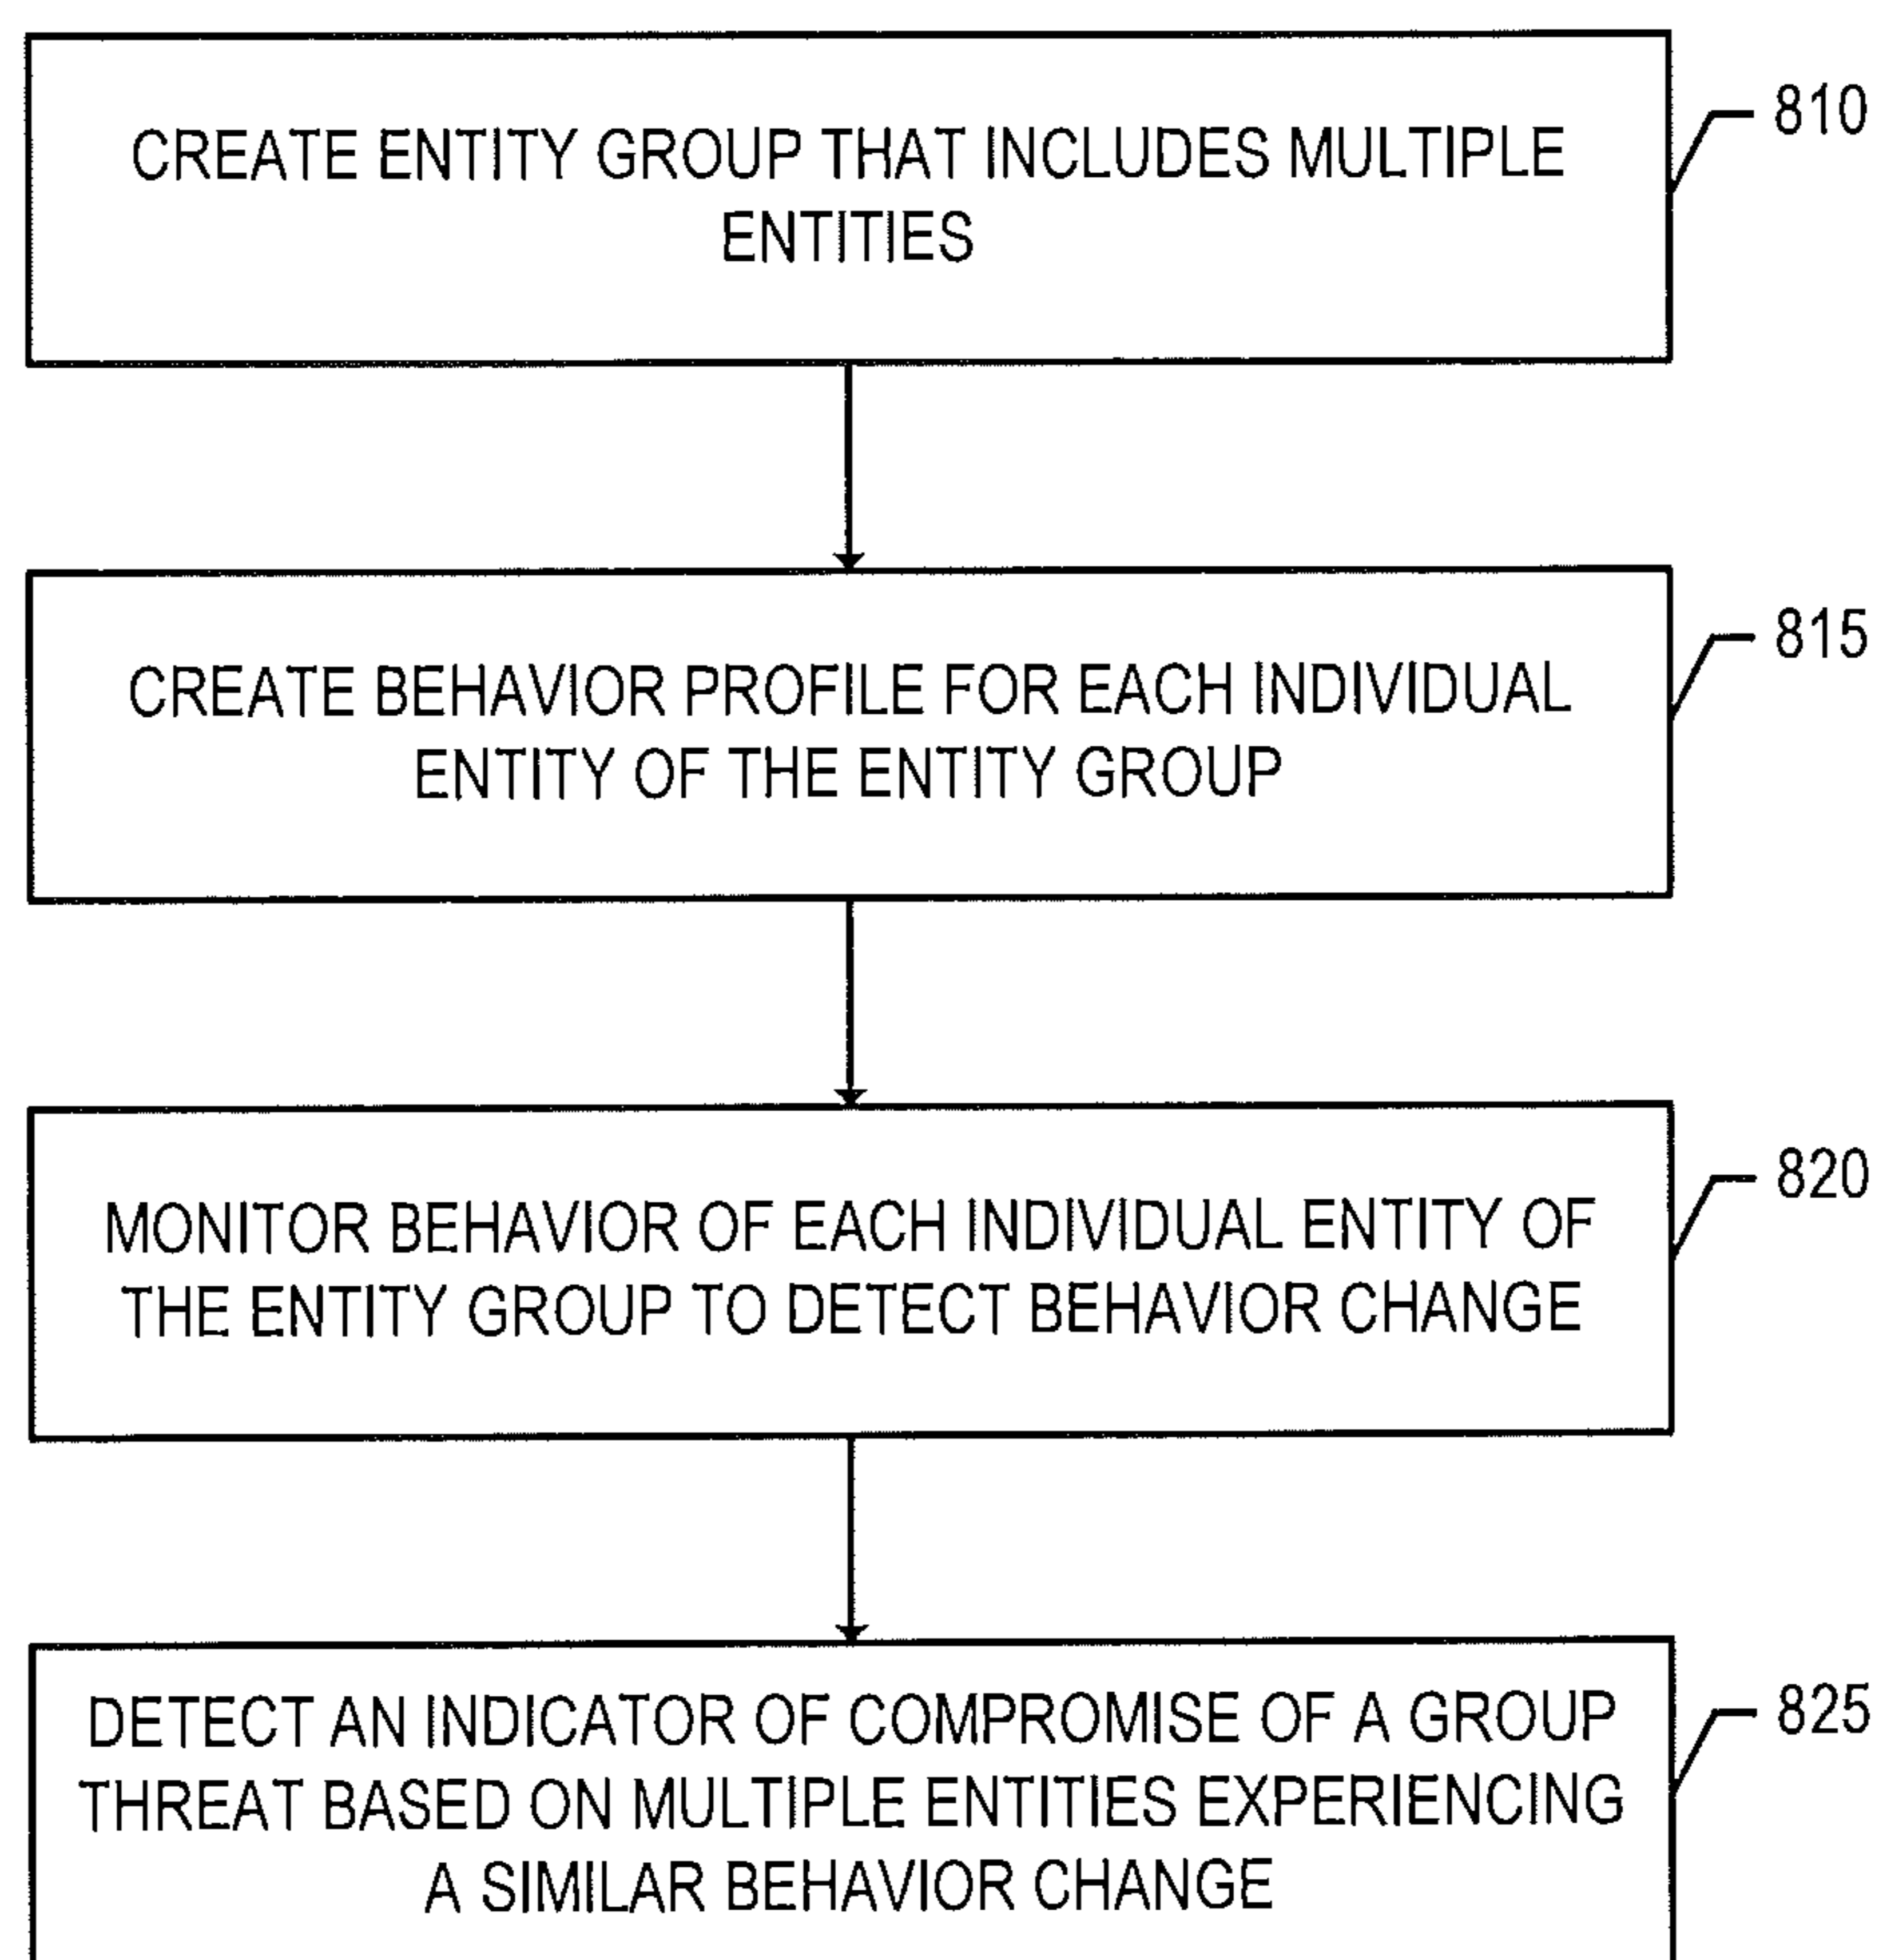 CREATE ENTITY GROUP THAT INCLUDES MULTIPLE
ENTITIES
810
CREATE BEHAVIOR PROFILE FOR EACH INDIVIDUAL
ENTITY OF THE ENTITY GROUP
815
MONITOR BEHAVIOR OF EACH INDIVIDUAL ENTITY OF
THE ENTITY GROUP TO DETECT BEHAVIOR CHANGE
820
DETECT AN INDICATOR OF COMPROMISE OF A GROUP
THREAT BASED ON MULTIPLE ENTITIES EXPERIENCING
A SIMILAR BEHAVIOR CHANGE
825